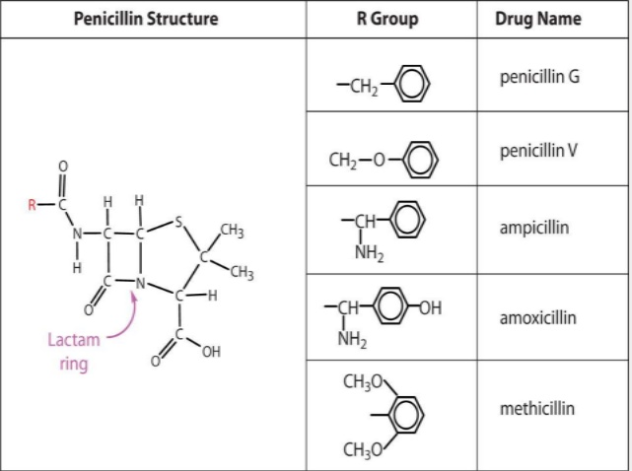 Penicillin Structure
R Group
Drug Name
O
R—C
H H
N—C—C
S
CH3
H
C
CH3
C—N
C—H
O
Lactam
ring
C
O
OH
—CH2—
penicillin G
CH2—O—
penicillin V
—CH—
NH2
ampicillin
—CH—
—OH
NH2
amoxicillin
CH3O
CH3O
methicillin